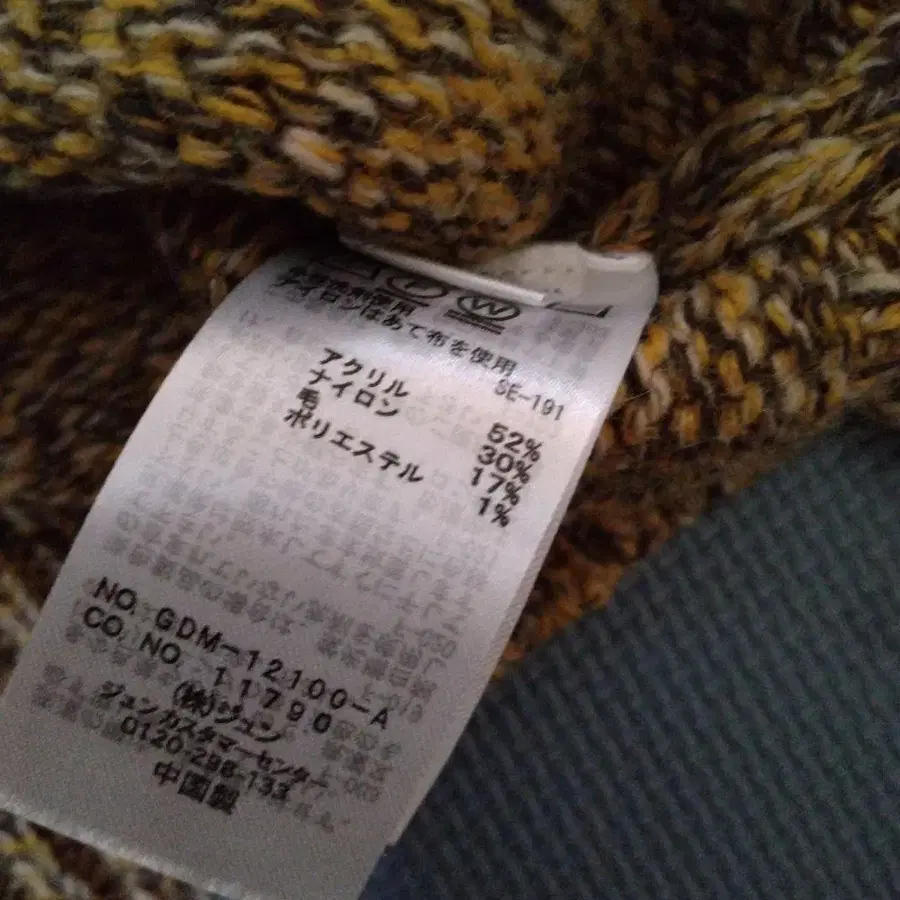 W
ナイロンはあて布を使用
SE-191
アクリル 52%
ナイロン 30%
毛 17%
ポリエステル 1%
NO. GDM-12100-A
CO. NO. 11790
(株)ジュン
ジュンカスタマーセンター
0120-298-133
中国製